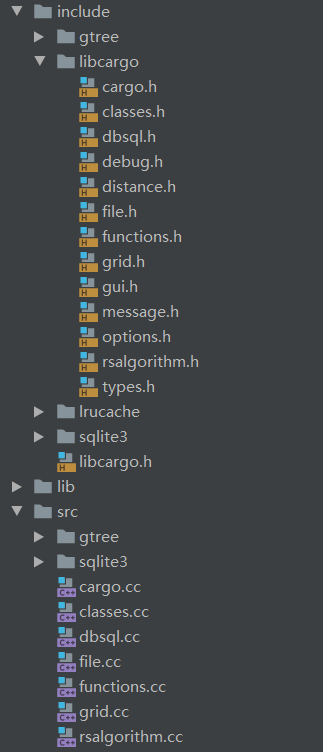 include
gtree
libcargo
cargo.h
classes.h
dbsql.h
debug.h
distance.h
file.h
functions.h
grid.h
gui.h
message.h
options.h
rsalgorithm.h
types.h
lrucache
sqlite3
libcargo.h
lib
src
gtree
sqlite3
cargo.cc
classes.cc
dbsql.cc
file.cc
functions.cc
grid.cc
rsalgorithm.cc